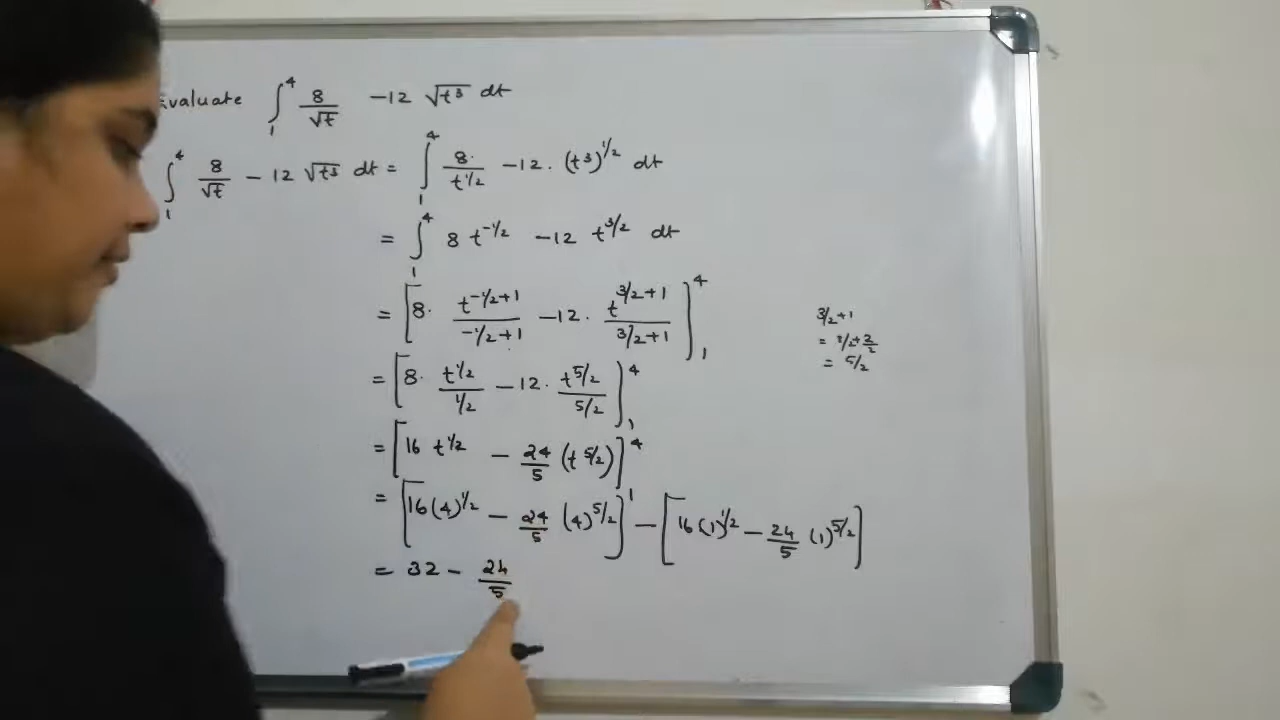 Evaluate ∫₁⁴ 8/√t − 12 √t³ dt
∫₁⁴ 8/√t − 12 √t³ dt = ∫₁⁴ 8·/t^1/2 − 12 · (t³)^1/2 dt
= ∫₁⁴ 8 t^−1/2 − 12 t^3/2 dt
= [8 · t^−1/2+1 / −1/2+1 − 12 · t^3/2+1 / 3/2+1]₁⁴
= [8 · t^1/2 / 1/2 − 12 · t^5/2 / 5/2]₁⁴
= [16 t^1/2 − 24/5 (t^5/2)]₁⁴
= [16(4)^1/2 − 24/5 (4)^5/2] − [16(1)^1/2 − 24/5 (1)^5/2]
= 32 − 24/5
3/2+1
= 3/2+2/2
= 5/2